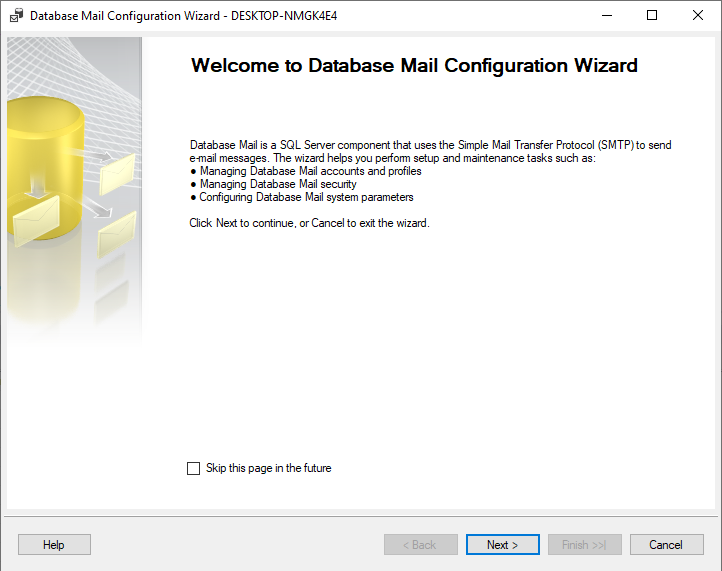 Database Mail Configuration Wizard - DESKTOP-NMGK4E4
Welcome to Database Mail Configuration Wizard
Database Mail is a SQL Server component that uses the Simple Mail Transfer Protocol (SMTP) to send
e-mail messages. The wizard helps you perform setup and maintenance tasks such as:
● Managing Database Mail accounts and profiles
● Managing Database Mail security
● Configuring Database Mail system parameters
Click Next to continue, or Cancel to exit the wizard.
Skip this page in the future
Help
< Back
Next >
Finish >>|
Cancel